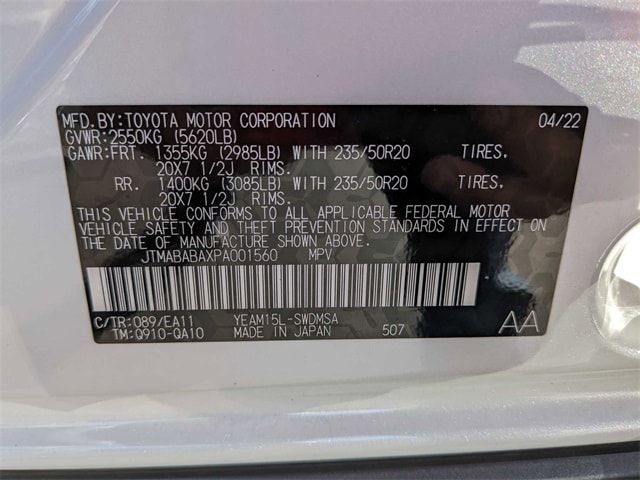 MFD. BY: TOYOTA MOTOR CORPORATION 04/22
GVWR: 2550KG (5620LB)
GAWR: FRT. 1355KG (2985LB) WITH 235/50R20 TIRES,
20X7 1/2J RIMS.
RR. 1400KG (3085LB) WITH 235/50R20 TIRES,
20X7 1/2J RIMS.
THIS VEHICLE CONFORMS TO ALL APPLICABLE FEDERAL MOTOR
VEHICLE SAFETY AND THEFT PREVENTION STANDARDS IN EFFECT ON
THE DATE OF MANUFACTURE SHOWN ABOVE.
JTMABABAXPA001560 MPV
C/TR: 089/EA11 YEAM15L-SWDMSA
TM: Q910-QA10 MADE IN JAPAN 507 AA